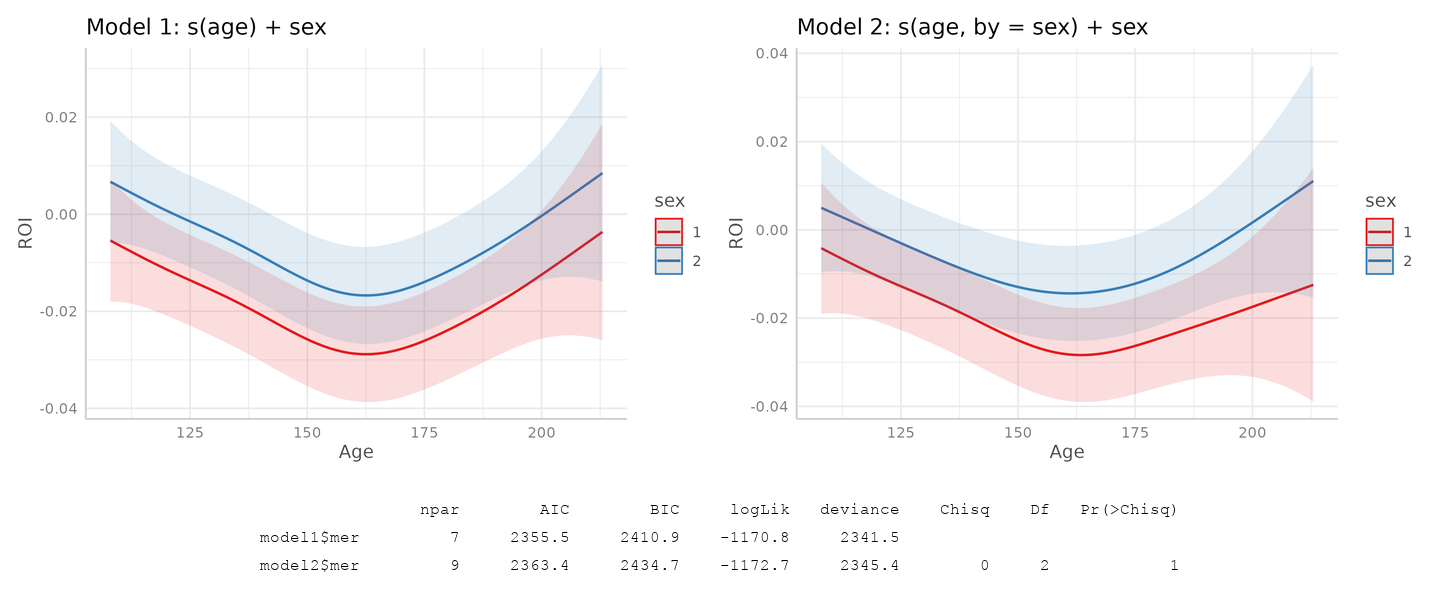 Model 1: s(age) + sex
ROI
0.02
0.00
-0.02
-0.04
125 150 175 200
Age
sex
1
2
Model 2: s(age, by = sex) + sex
ROI
0.04
0.02
0.00
-0.02
-0.04
125 150 175 200
Age
sex
1
2
npar AIC BIC logLik deviance Chisq Df Pr(>Chisq)
model1$mer 7 2355.5 2410.9 -1170.8 2341.5
model2$mer 9 2363.4 2434.7 -1172.7 2345.4 0 2 1